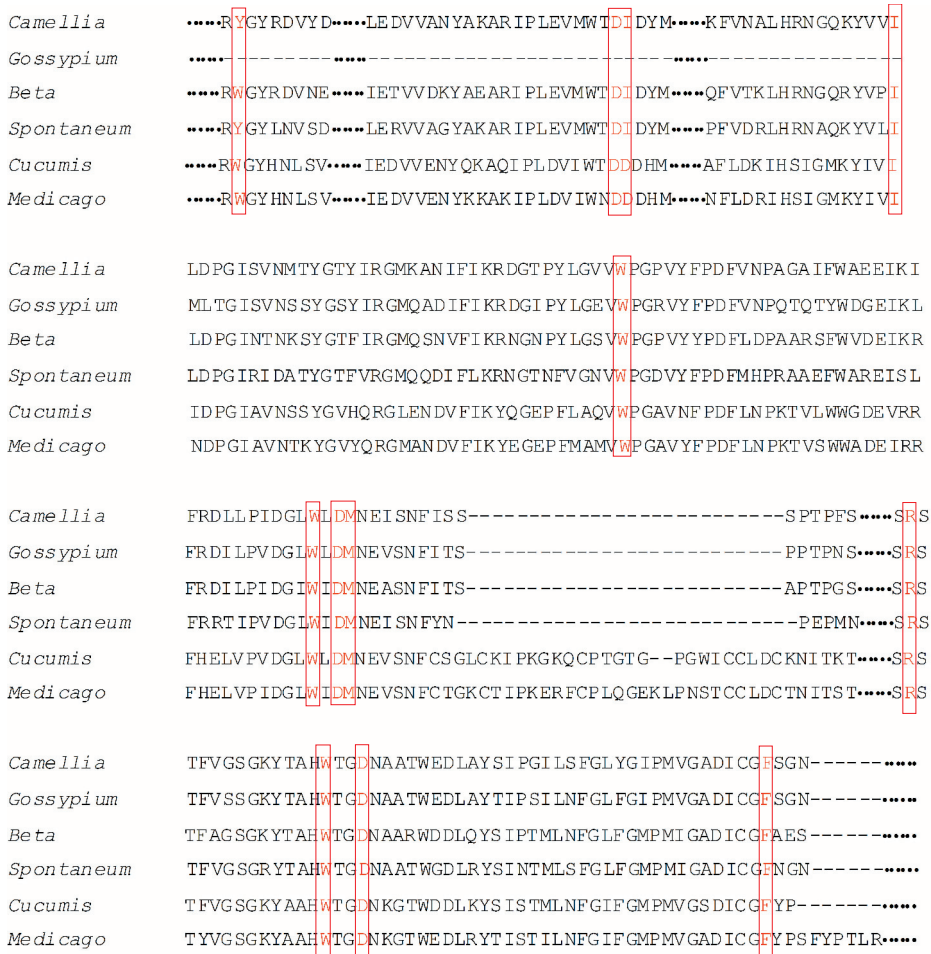 Camellia ••••••RYGYRDVYD••••••LEDVVANYAKARIPLEVMWTDIDYM••••••KFVNALHRNGQKYVVI
Gossypium ••••••--------------••••••----------------------------••••••------------------
Beta ••••••RWGYRDVNE••••••IETVVDKYAEARIPLEVMWTDIDYM••••••QFVTKLHRNGQRYVPI
Spontaneum ••••••RYGYLNVSD••••••LERVVAGYAKARIPLEVMWTDIDYM••••••PFVDRLHRNAQKYVLI
Cucumis ••••••RWGYHNLSV••••••IEDVVENYQKAQIPLDVIWTDDDHM••••••AFLDKIHSIGMKYIVI
Medicago ••••••RWGYHNLSV••••••IEDVVENYKKAKIPLDVIWNDDDHM••••••NFLDRIHSIGMKYIVI
Camellia LDPGISVNMTYGTYIRGMKANIFIKRDGTPYLGVVWPGPVYFPDFVNPAGAIFWAEEIKI
Gossypium MLTGISVNSSYGSYIRGMQADIFIKRDGIPYLGEVWPGRVYFPDFVNPQTQTYWDGEIKL
Beta LDPGINTNKSYGTFIRGMQSNVFIKRNGNPYLGSVWPGPVYYPDFLDPAARSFWVDEIKR
Spontaneum LDPGIRIDATYGTFVRGMQQDIFLKRNGTNFVGNVWPGDVYFPDFMHPRAAEFWAREISL
Cucumis IDPGIAVNSSYGVHQRGLENDVFIKYQGEPFLAQVWPGAVNFPDFLNPKTVLWWGDEVRR
Medicago NDPGIAVNTKYGVYQRGMANDVFIKYEGEPFMAMVWPGAVYFPDFLNPKTVSWWADEIRR
Camellia FRDLLPIDGLWLDMNEISNFISS---------------------------SPTPFS••••••SRS
Gossypium FRDILPVDGLWLDMNEVSNFITS---------------------------PPTPNS••••••SRS
Beta FRDILPIDGIWIDMNEASNFITS---------------------------APTPGS••••••SRS
Spontaneum FRRTIPVDGLWIDMNEISNFYN-----------------------------PEPMN••••••SRS
Cucumis FHELVPVDGLWLDMNEVSNFCSGLCKIPKGKQCPTGTG--PGWICCLDCKNITKT••••••SRS
Medicago FHELVPIDGLWIDMNEVSNFCTGKCTIPKERFCPLQGEKLPNSTCCLDCTNITST••••••SRS
Camellia TFVGSGKYTAHWTGDNAATWEDLAYSIPGILSFGLYGIPMVGADICGFSGN------••••••
Gossypium TFVSSGKYTAHWTGDNAATWEDLAYTIPSILNFGLFGIPMVGADICGFSGN------••••••
Beta TFAGSGKYTAHWTGDNAARWDDLQYSIPTMLNFGLFGMPMIGADICGFAES------••••••
Spontaneum TFVGSGRYTAHWTGDNAATWGDLRYSINTMLSFGLFGMPMIGADICGFNGN------••••••
Cucumis TFVGSGKYAAHWTGDNKGTWDDLKYSISTMLNFGIFGMPMVGSDICGFYP-------••••••
Medicago TYVGSGKYAAHWTGDNKGTWEDLRYTISTILNFGIFGMPMVGADICGFYPSFYPTLR••••••